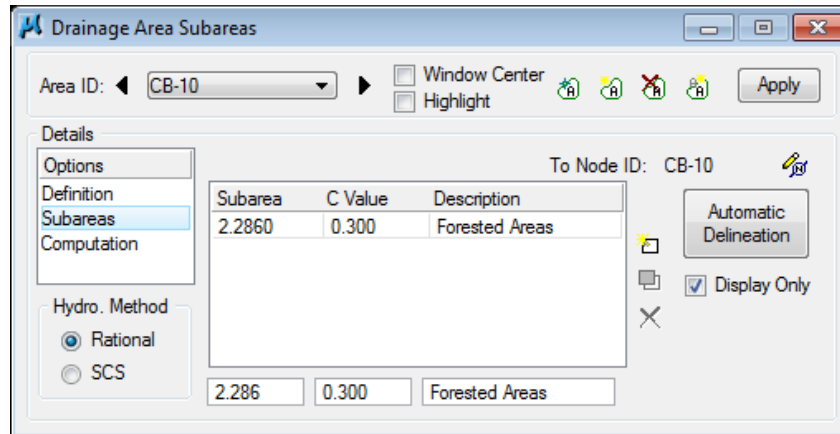 Drainage Area Subareas
Area ID: CB-10 Window Center Apply
Highlight
Details
Options To Node ID: CB-10
Definition
Subareas
Computation
Subarea C Value Description
2.2860 0.300 Forested Areas
Automatic
Delineation
Display Only
Hydro. Method
Rational
SCS
2.286 0.300 Forested Areas